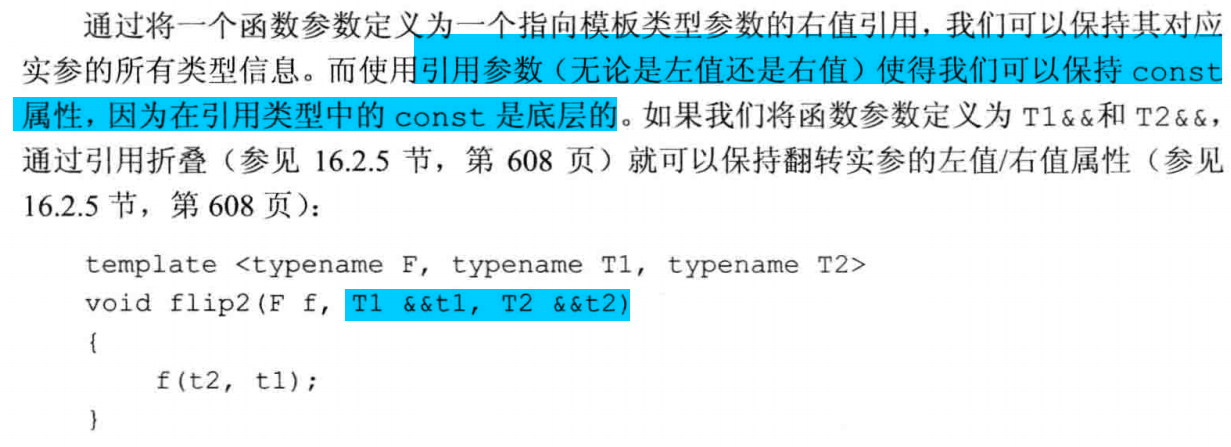 通过将一个函数参数定义为一个指向模板类型参数的右值引用，我们可以保持其对应
实参的所有类型信息。而使用引用参数（无论是左值还是右值）使得我们可以保持 const
属性，因为在引用类型中的 const 是底层的。如果我们将函数参数定义为 T1&&和 T2&&，
通过引用折叠（参见 16.2.5 节，第 608 页）就可以保持翻转实参的左值/右值属性（参见
16.2.5 节，第 608 页）：
template <typename F, typename T1, typename T2>
void flip2(F f, T1 &&t1, T2 &&t2)
{
f(t2, t1);
}